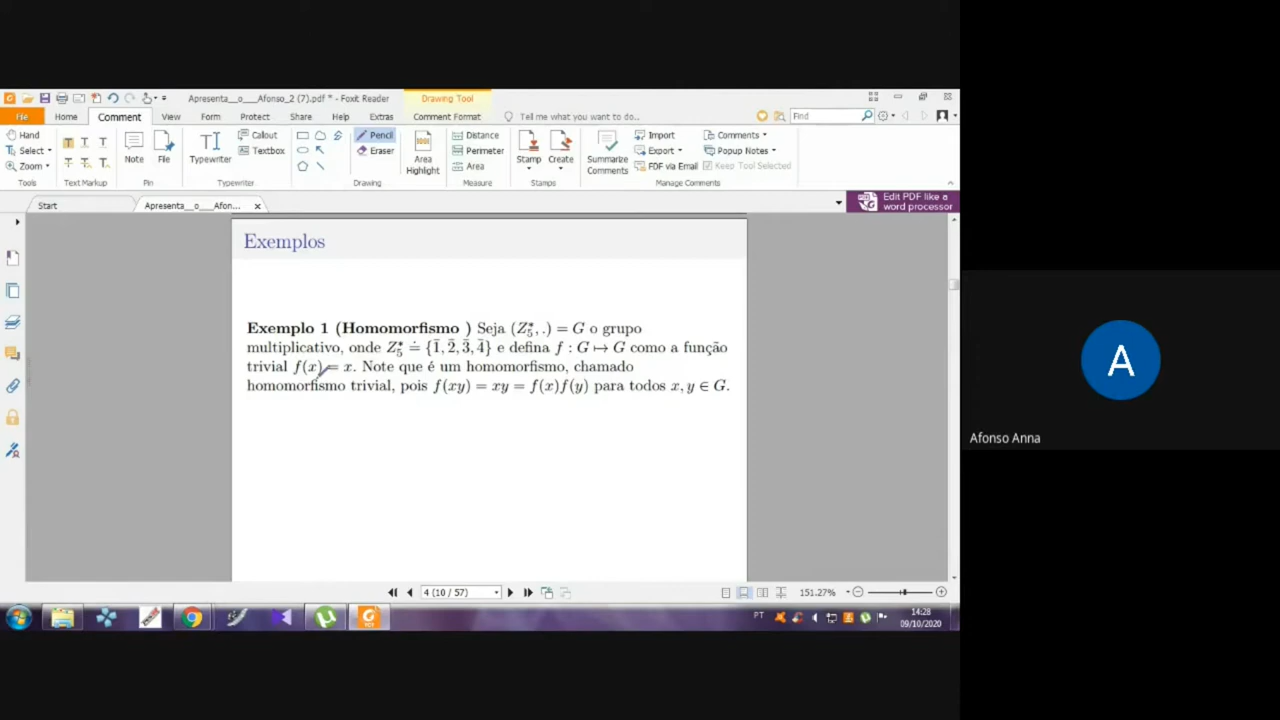 Apresenta__o___Afonso_2 (7).pdf * - Foxit Reader
Drawing Tool
File Home Comment View Form Protect Share Help Extras Comment Format Tell me what you want to do.. Find
Hand
Select
Zoom
Tools
Text Markup
Note
File
Pin
Typewriter
Callout
Textbox
Typewriter
Pencil
Eraser
Drawing
Area Highlight
Distance
Perimeter
Area
Measure
Stamp
Create
Stamps
Summarize Comments
Import
Export
FDF via Email
Comments
Popup Notes
Keep Tool Selected
Manage Comments
Start
Apresenta__o___Afon...
Edit PDF like a
word processor
Exemplos
Exemplo 1 (Homomorfismo ) Seja (Z₅*, .) = G o grupo
multiplicativo, onde Z₅* ≐ {1̄, 2̄, 3̄, 4̄} e defina f : G ↦ G como a função
trivial f(x) = x. Note que é um homomorfismo, chamado
homomorfismo trivial, pois f(xy) = xy = f(x)f(y) para todos x, y ∈ G.
4 (10 / 57)
151.27%
PT
14:28
09/10/2020
A
Afonso Anna